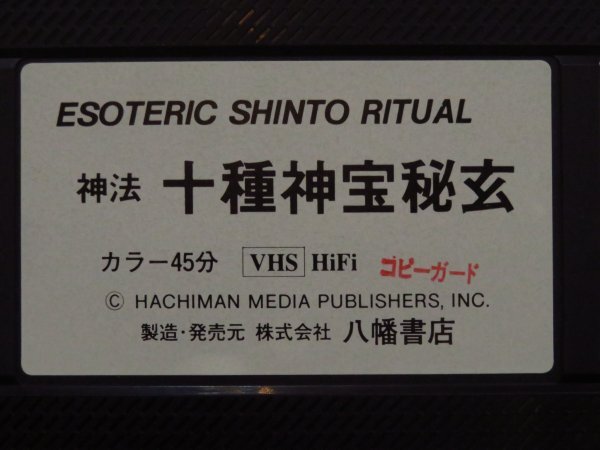 ESOTERIC SHINTO RITUAL
神法 十種神宝秘玄
カラー45分 VHS HiFi コピーガード
© HACHIMAN MEDIA PUBLISHERS, INC.
製造・発売元 株式会社 八幡書店